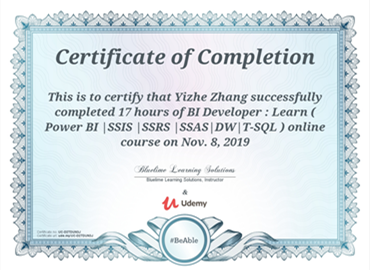 Certificate of Completion
This is to certify that Yizhe Zhang successfully
completed 17 hours of BI Developer : Learn (
Power BI |SSIS |SSRS |SSAS|DW|T-SQL ) online
course on Nov. 8, 2019
Bluelime Learning Solutions
Bluelime Learning Solutions, Instructor
&
Udemy
#BeAble